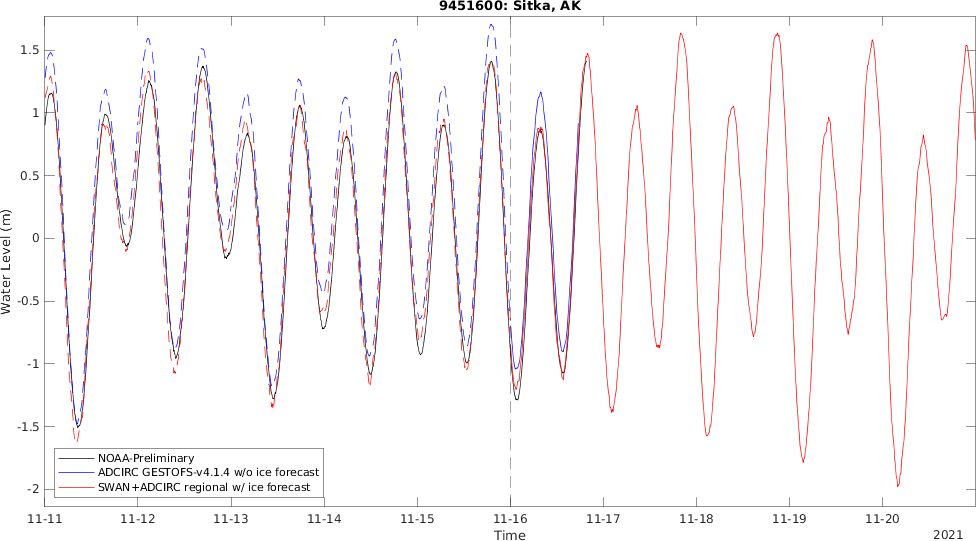 9451600: Sitka, AK
1.5
1
0.5
0
-0.5
-1
-1.5
-2
Water Level (m)
NOAA-Preliminary
ADCIRC GESTOFS-v4.1.4 w/o ice forecast
SWAN+ADCIRC regional w/ ice forecast
11-11 11-12 11-13 11-14 11-15 11-16 11-17 11-18 11-19 11-20
Time
2021